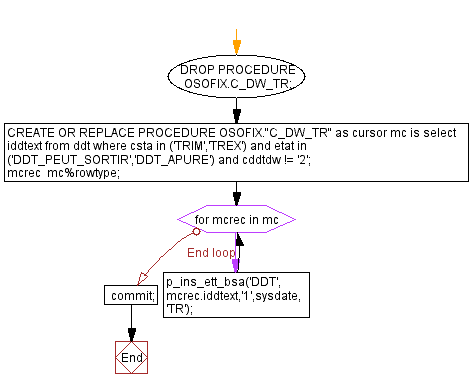 DROP PROCEDURE
OSOFIX.C_DW_TR;
CREATE OR REPLACE PROCEDURE OSOFIX."C_DW_TR" as cursor mc is select
iddtext from ddt where csta in ('TRIM','TREX') and etat in
('DDT_PEUT_SORTIR','DDT_APURE') and cddtdw != '2';
mcrec mc%rowtype;
for mcrec in mc
End loop
p_ins_ett_bsa('DDT',
mcrec.iddtext,'1',sysdate,
'TR');
commit;
End